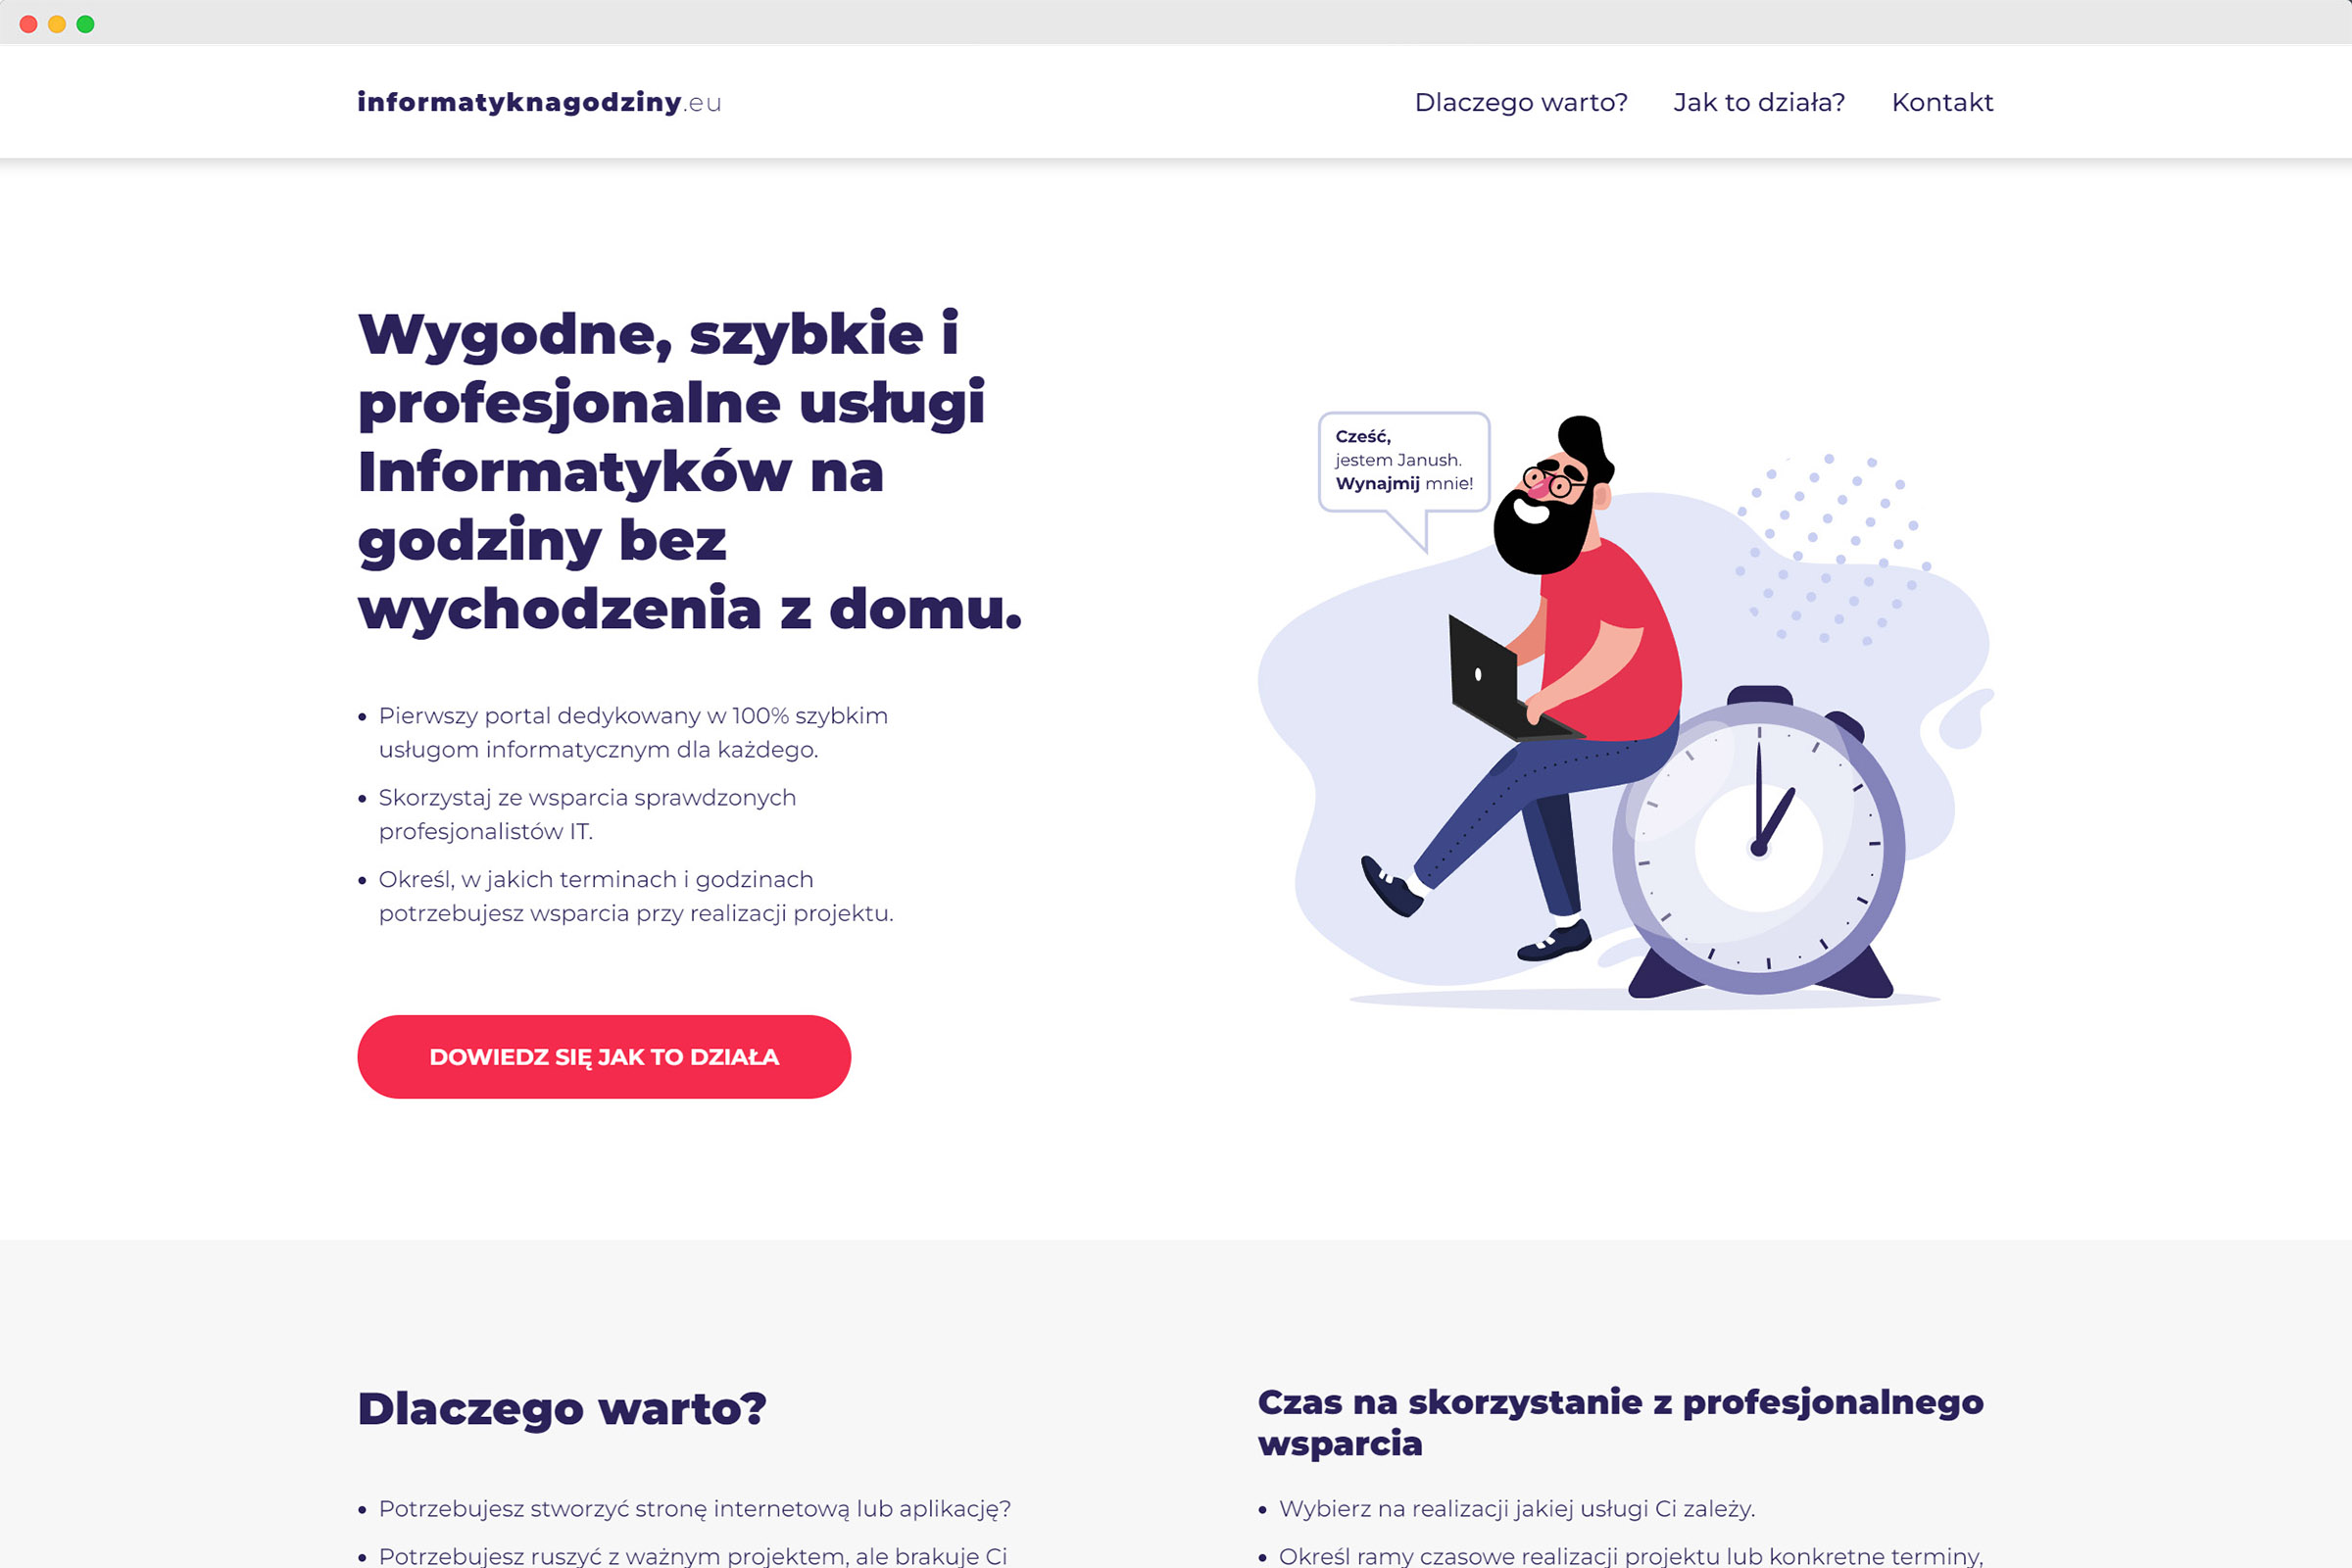 informatyknagodziny.eu
Dlaczego warto? Jak to działa? Kontakt
Wygodne, szybkie i
profesjonalne usługi
Informatyków na
godziny bez
wychodzenia z domu.
Pierwszy portal dedykowany w 100% szybkim
usługom informatycznym dla każdego.
Skorzystaj ze wsparcia sprawdzonych
profesjonalistów IT.
Określ, w jakich terminach i godzinach
potrzebujesz wsparcia przy realizacji projektu.
DOWIEDZ SIĘ JAK TO DZIAŁA
Cześć,
jestem Janush.
Wynajmij mnie!
Dlaczego warto?
Potrzebujesz stworzyć stronę internetową lub aplikację?
Potrzebujesz ruszyć z ważnym projektem, ale brakuje Ci
Czas na skorzystanie z profesjonalnego
wsparcia
Wybierz na realizacji jakiej usługi Ci zależy.
Określ ramy czasowe realizacji projektu lub konkretne terminy,